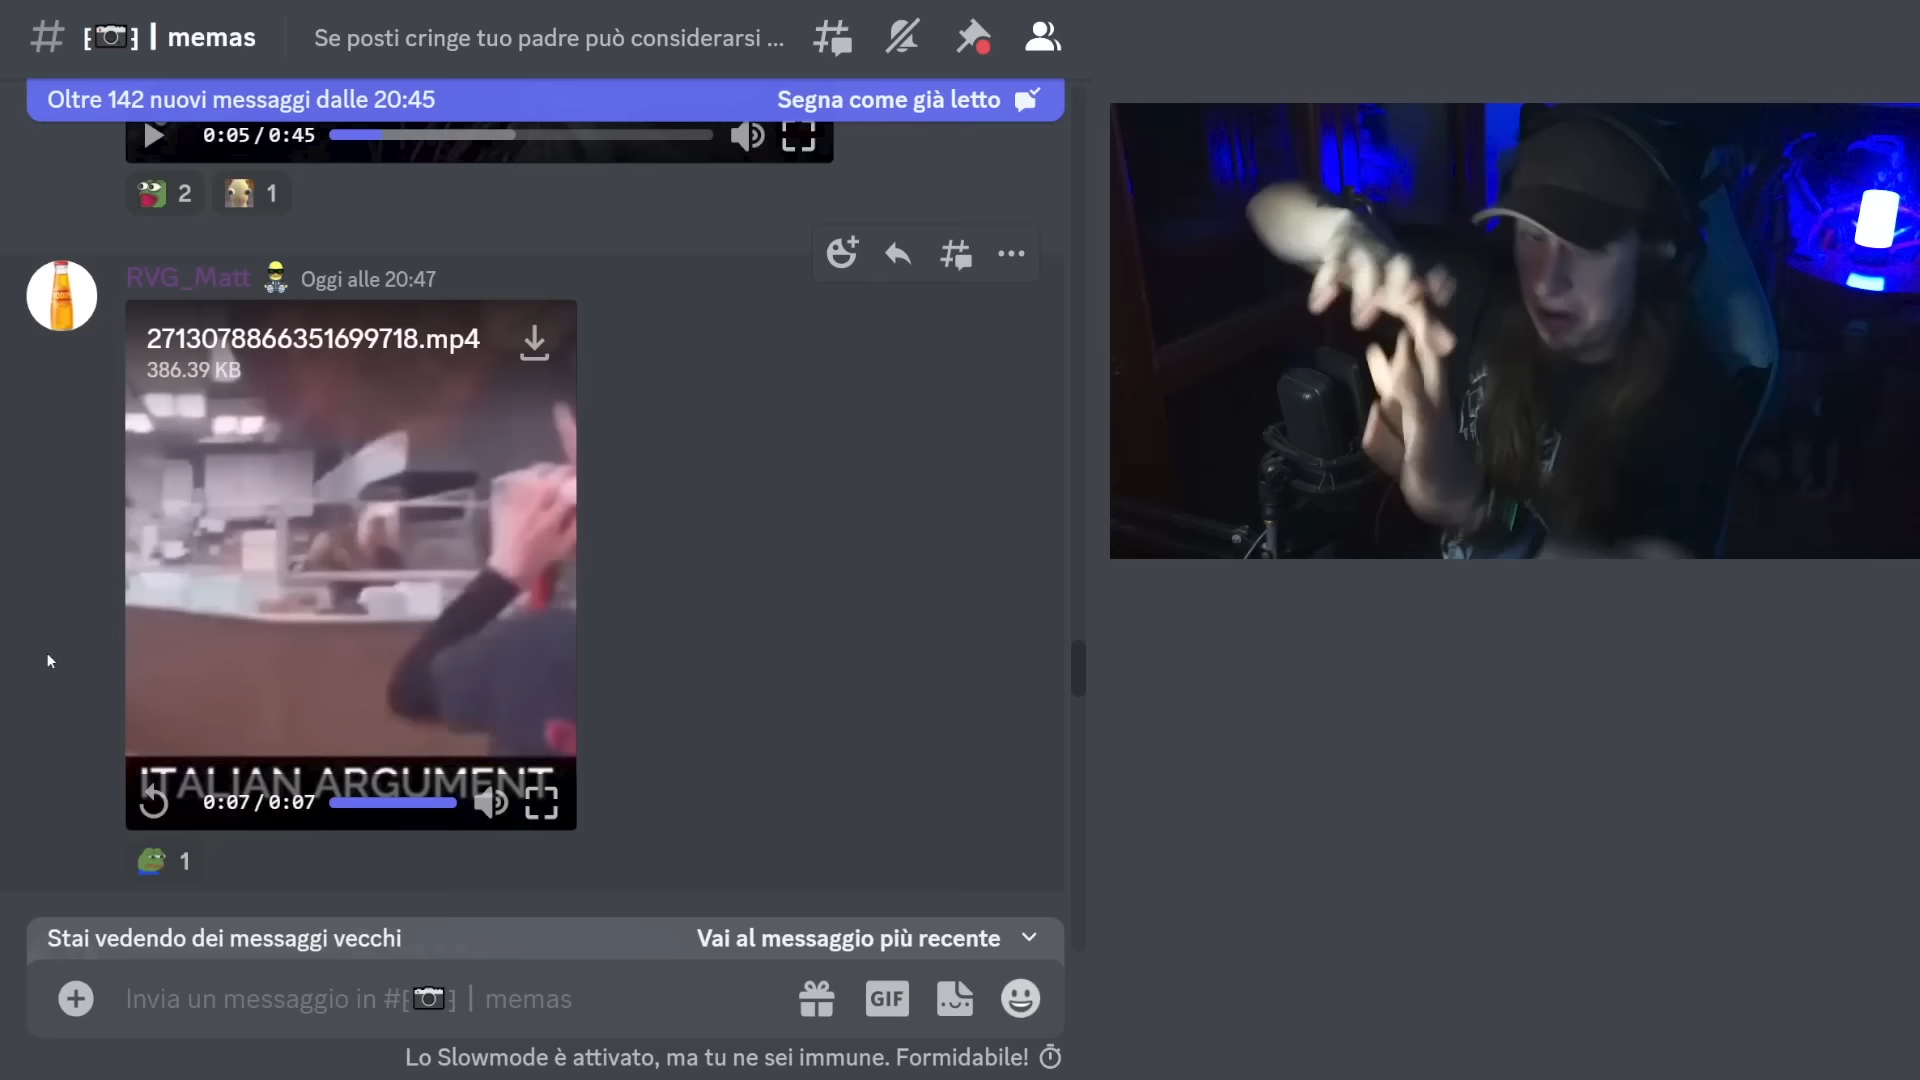 | memas
Se posti cringe tuo padre può considerarsi ...
Oltre 142 nuovi messaggi dalle 20:45
Segna come già letto
0:05 / 0:45
2
1
RVG_Matt
Oggi alle 20:47
2713078866351699718.mp4
386.39 KB
ITALIAN ARGUMENT
0:07 / 0:07
1
Stai vedendo dei messaggi vecchi
Vai al messaggio più recente
Invia un messaggio in #[📷] | memas
GIF
Lo Slowmode è attivato, ma tu ne sei immune. Formidabile!